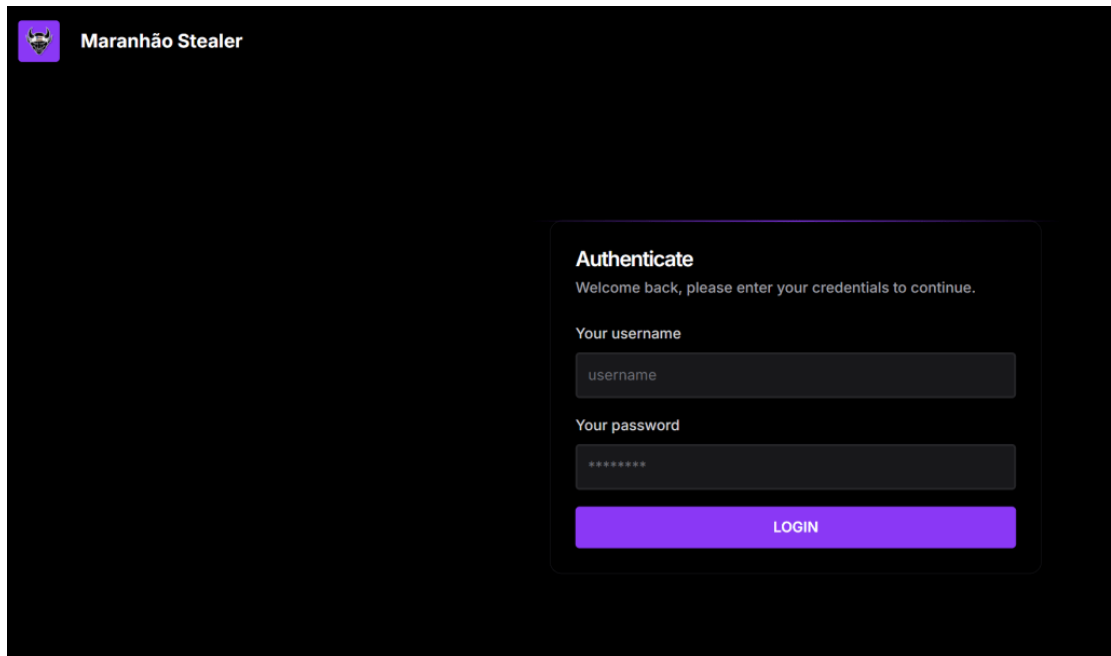 Maranhão Stealer
Authenticate
Welcome back, please enter your credentials to continue.
Your username
username
Your password
********
LOGIN